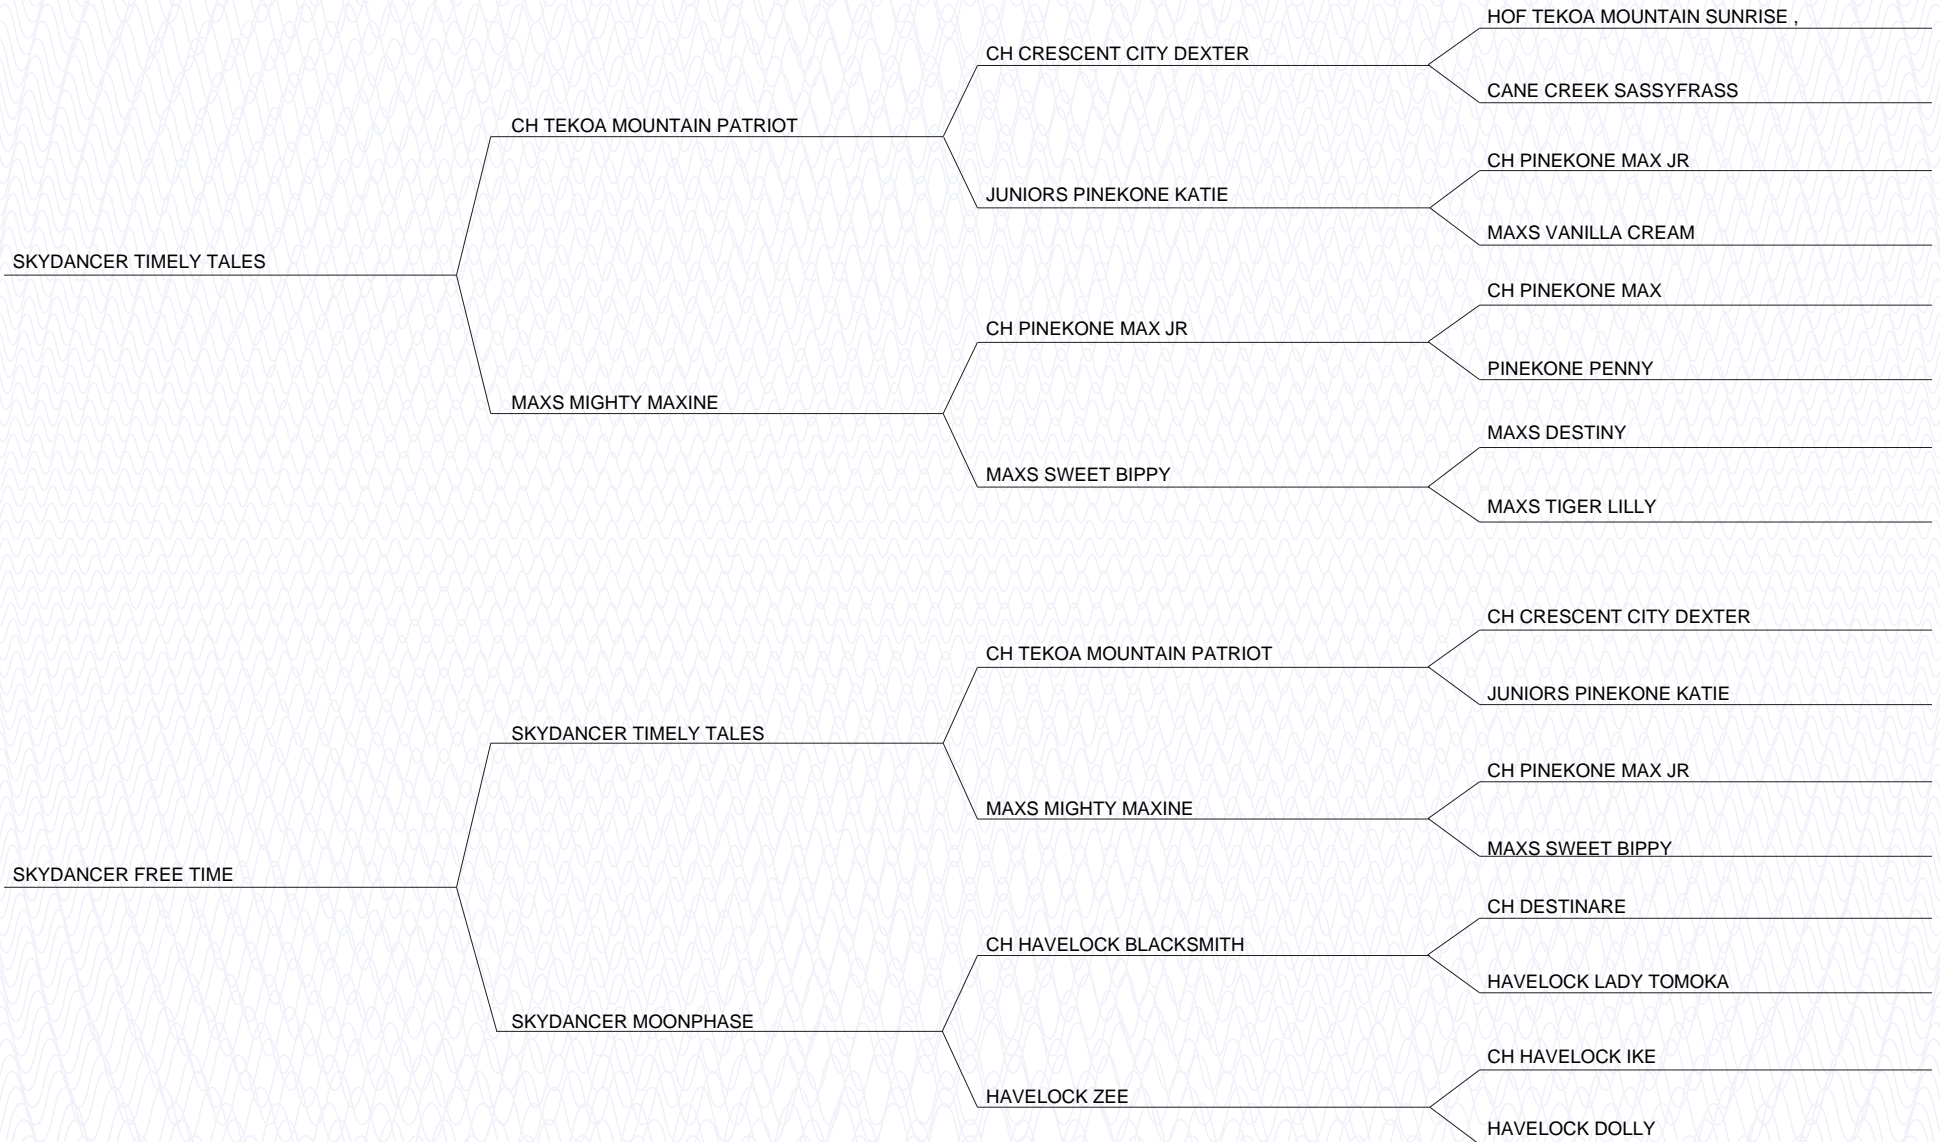 HOF TEKOA MOUNTAIN SUNRISE ,
CH CRESCENT CITY DEXTER
CANE CREEK SASSYFRASS
CH TEKOA MOUNTAIN PATRIOT
CH PINEKONE MAX JR
JUNIORS PINEKONE KATIE
MAXS VANILLA CREAM
SKYDANCER TIMELY TALES
CH PINEKONE MAX
CH PINEKONE MAX JR
PINEKONE PENNY
MAXS MIGHTY MAXINE
MAXS DESTINY
MAXS SWEET BIPPY
MAXS TIGER LILLY
CH CRESCENT CITY DEXTER
CH TEKOA MOUNTAIN PATRIOT
JUNIORS PINEKONE KATIE
SKYDANCER TIMELY TALES
CH PINEKONE MAX JR
MAXS MIGHTY MAXINE
MAXS SWEET BIPPY
SKYDANCER FREE TIME
CH DESTINARE
CH HAVELOCK BLACKSMITH
HAVELOCK LADY TOMOKA
SKYDANCER MOONPHASE
CH HAVELOCK IKE
HAVELOCK ZEE
HAVELOCK DOLLY